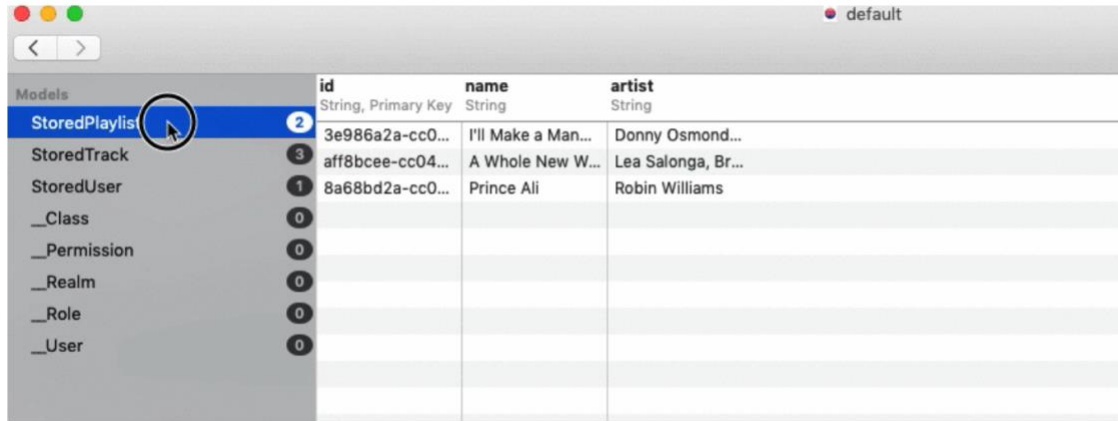 default
Models
StoredPlaylist 2
StoredTrack 3
StoredUser 1
__Class 0
__Permission 0
__Realm 0
__Role 0
__User 0
id name artist
String, Primary Key String String
3e986a2a-cc0... I'll Make a Man... Donny Osmond...
aff8bcee-cc04... A Whole New W... Lea Salonga, Br...
8a68bd2a-cc0... Prince Ali Robin Williams